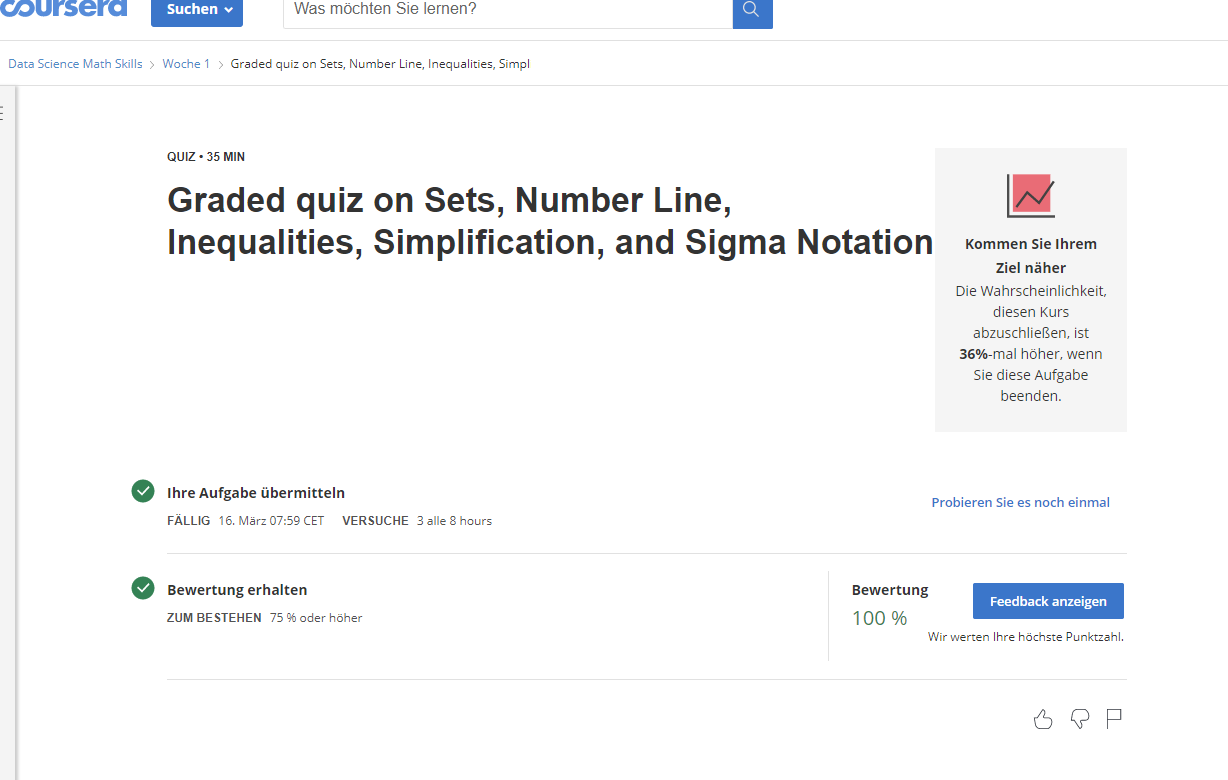 coursera
Suchen
Was möchten Sie lernen?
Data Science Math Skills > Woche 1 > Graded quiz on Sets, Number Line, Inequalities, Simpl
QUIZ • 35 MIN
Graded quiz on Sets, Number Line,
Inequalities, Simplification, and Sigma Notation
Kommen Sie Ihrem
Ziel näher
Die Wahrscheinlichkeit,
diesen Kurs
abzuschließen, ist
36%-mal höher, wenn
Sie diese Aufgabe
beenden.
Ihre Aufgabe übermitteln
FÄLLIG 16. März 07:59 CET VERSUCHE 3 alle 8 hours
Probieren Sie es noch einmal
Bewertung erhalten
ZUM BESTEHEN 75 % oder höher
Bewertung
100 %
Feedback anzeigen
Wir werten Ihre höchste Punktzahl.